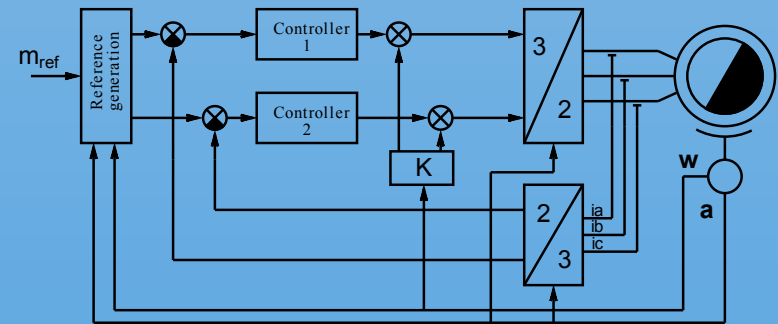 m_ref
Reference
generation
Controller
1
Controller
2
K
3
2
2
3
ia
ib
ic
w
a